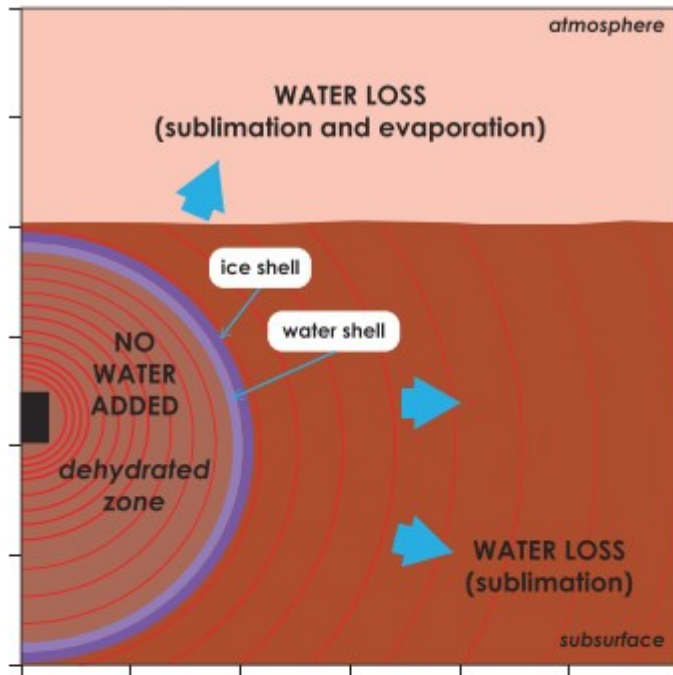 atmosphere
WATER LOSS
(sublimation and evaporation)
ice shell
water shell
NO
WATER
ADDED
dehydrated
zone
WATER LOSS
(sublimation)
subsurface